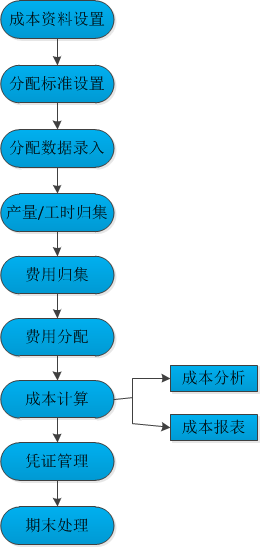 成本资料设置
分配标准设置
分配数据录入
产量/工时归集
费用归集
费用分配
成本计算
成本分析
成本报表
凭证管理
期末处理